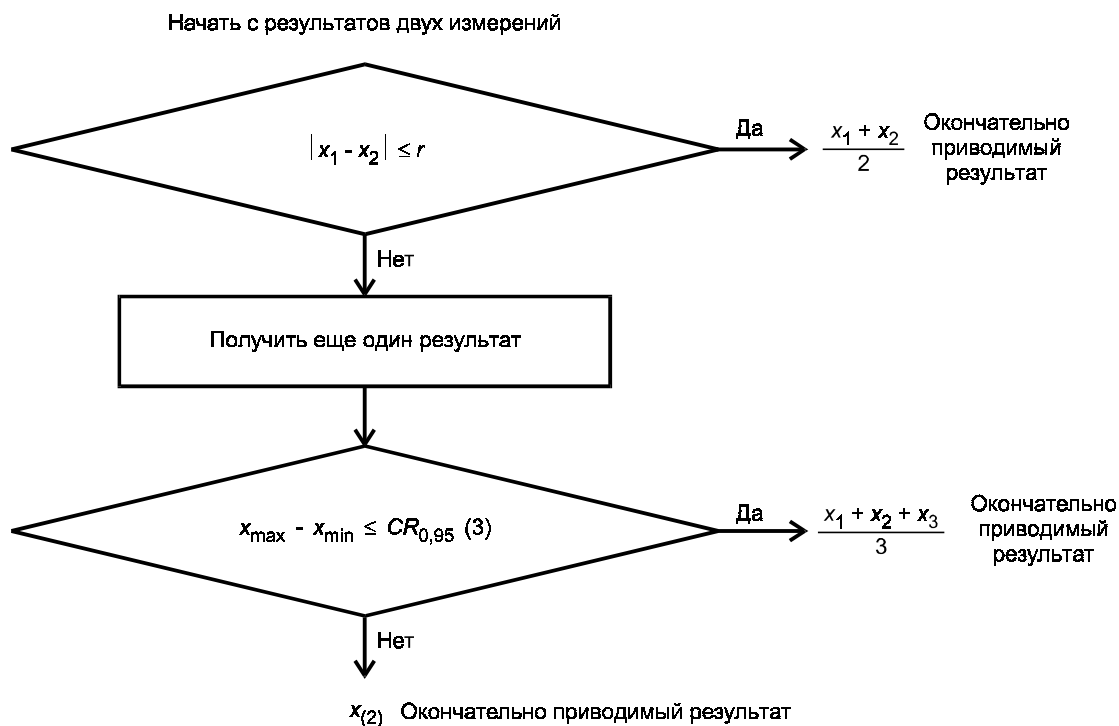 Начать с результатов двух измерений
|x₁ - x₂| ≤ r
Да
x₁ + x₂
2
Окончательно
приводимый
результат
Нет
Получить еще один результат
xmax - xmin ≤ CR0,95 (3)
Да
x₁ + x₂ + x₃
3
Окончательно
приводимый
результат
Нет
x(2) Окончательно приводимый результат